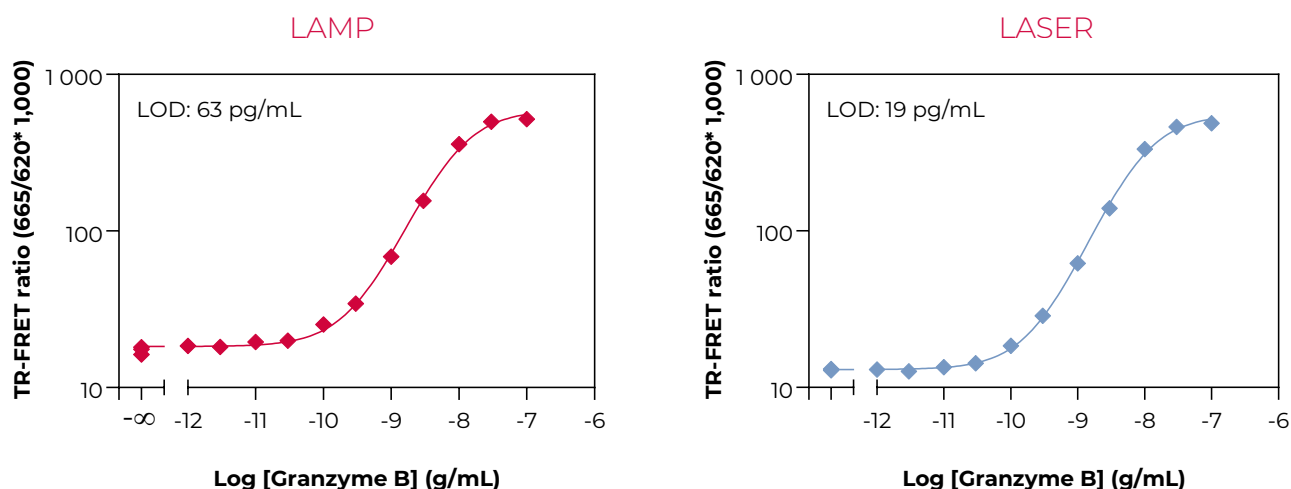 LAMP
TR-FRET ratio (665/620* 1,000)
1 000
100
10
LOD: 63 pg/mL
-∞ -12 -11 -10 -9 -8 -7 -6
Log [Granzyme B] (g/mL)
LASER
TR-FRET ratio (665/620* 1,000)
1 000
100
10
LOD: 19 pg/mL
-12 -11 -10 -9 -8 -7 -6
Log [Granzyme B] (g/mL)